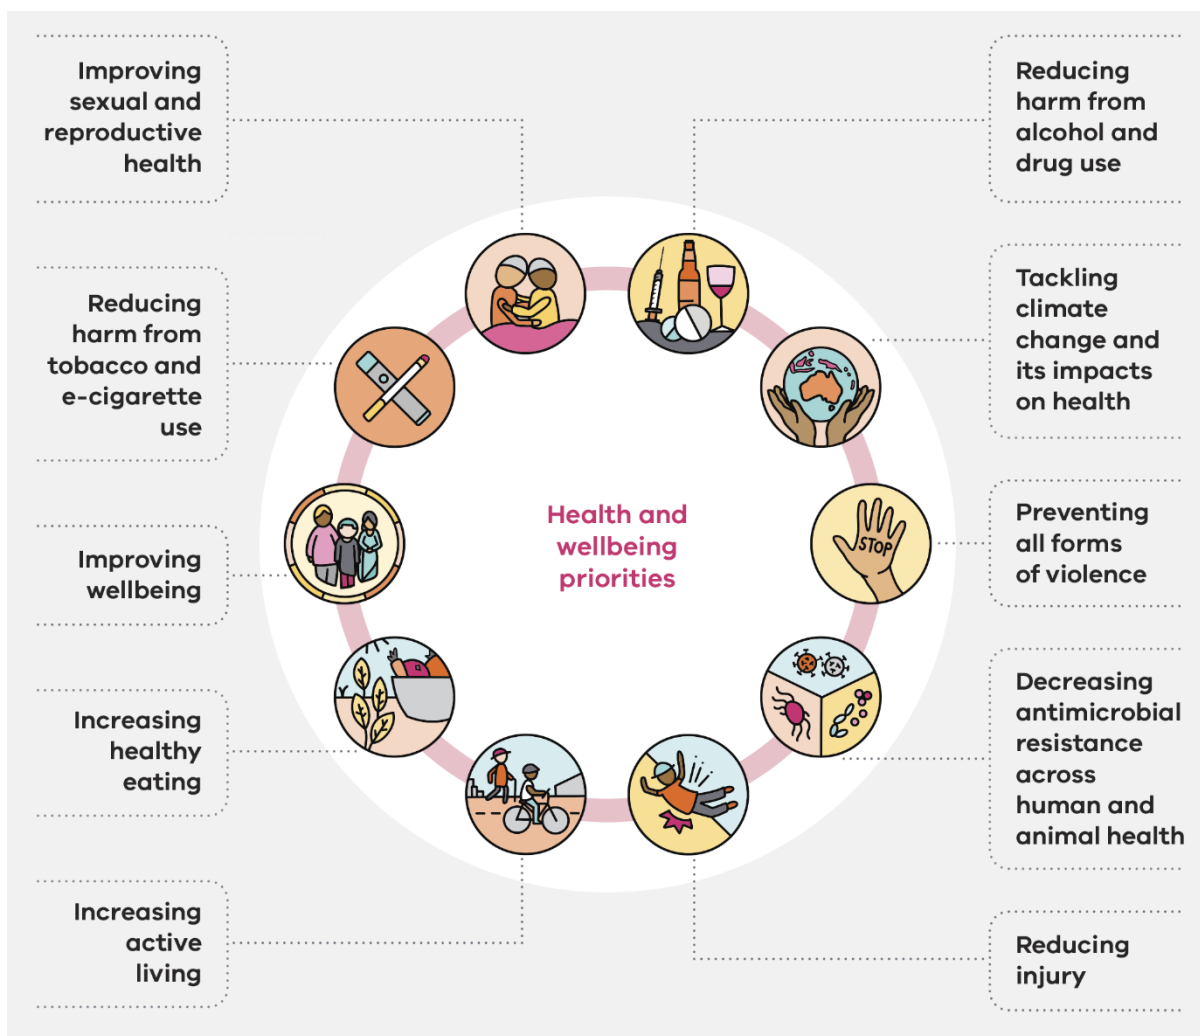 Improving
sexual and
reproductive
health
Reducing
harm from
tobacco and
e-cigarette
use
Improving
wellbeing
Increasing
healthy
eating
Increasing
active
living
Health and
wellbeing
priorities
STOP
Reducing
harm from
alcohol and
drug use
Tackling
climate
change and
its impacts
on health
Preventing
all forms
of violence
Decreasing
antimicrobial
resistance
across
human and
animal health
Reducing
injury